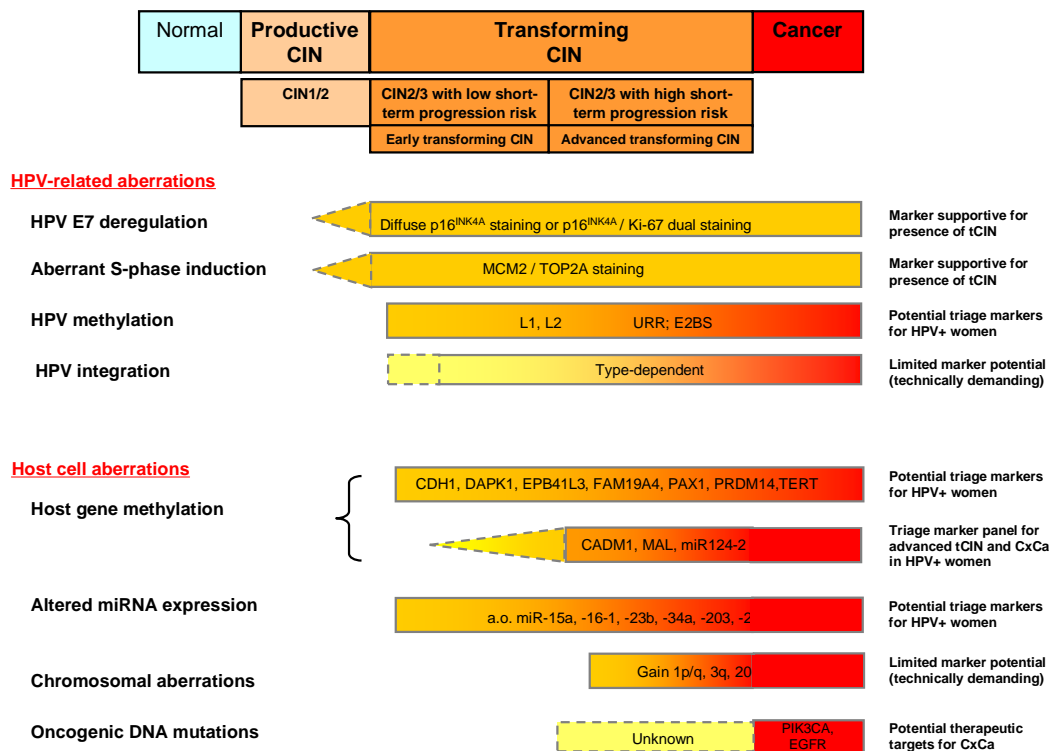 Normal
Productive
CIN
Transforming
CIN
Cancer
CIN1/2
CIN2/3 with low short-
term progression risk
CIN2/3 with high short-
term progression risk
Early transforming CIN
Advanced transforming CIN
HPV-related aberrations
HPV E7 deregulation
Diffuse p16INK4A staining or p16INK4A / Ki-67 dual staining
Marker supportive for
presence of tCIN
Aberrant S-phase induction
MCM2 / TOP2A staining
Marker supportive for
presence of tCIN
HPV methylation
L1, L2 URR; E2BS
Potential triage markers
for HPV+ women
HPV integration
Type-dependent
Limited marker potential
(technically demanding)
Host cell aberrations
Host gene methylation
CDH1, DAPK1, EPB41L3, FAM19A4, PAX1, PRDM14,TERT
Potential triage markers
for HPV+ women
CADM1, MAL, miR124-2
Triage marker panel for
advanced tCIN and CxCa
in HPV+ women
Altered miRNA expression
a.o. miR-15a, -16-1, -23b, -34a, -203,
Potential triage markers
for HPV+ women
Chromosomal aberrations
Gain 1p/q, 3q, 20
Limited marker potential
(technically demanding)
Oncogenic DNA mutations
Unknown
PIK3CA,
EGFR
Potential therapeutic
targets for CxCa